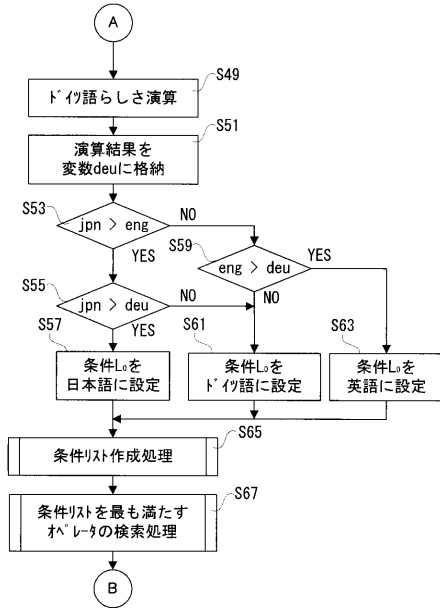 A
S49
ドイツ語らしさ演算
S51
演算結果を
変数deuに格納
S53
jpn > eng
NO
YES
S59
eng > deu
YES
NO
S55
jpn > deu
NO
YES
S57
条件L₀を
日本語に設定
S61
条件L₀を
ドイツ語に設定
S63
条件L₀を
英語に設定
S65
条件リスト作成処理
S67
条件リストを最も満たす
オペレータの検索処理
B